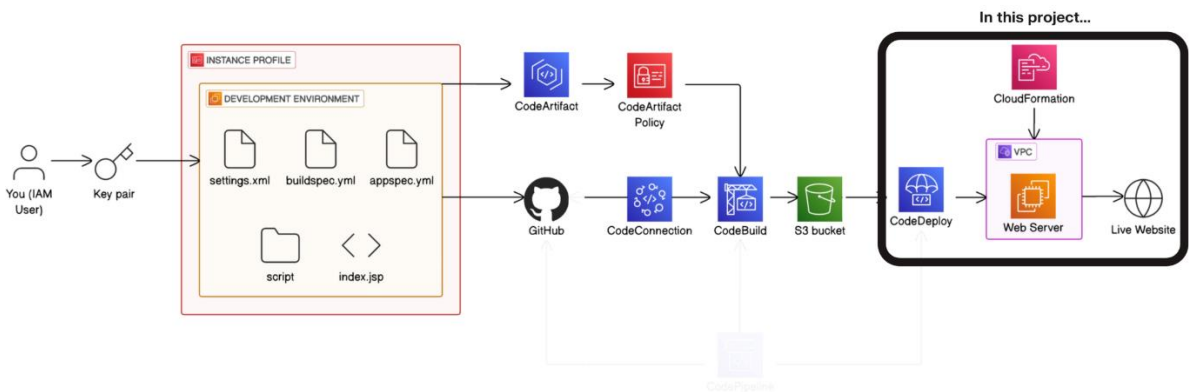 In this project...
INSTANCE PROFILE
DEVELOPMENT ENVIRONMENT
settings.xml
buildspec.yml
appspec.yml
script
index.jsp
You (IAM
User)
Key pair
CodeArtifact
CodeArtifact
Policy
GitHub
CodeConnection
CodeBuild
S3 bucket
CloudFormation
VPC
CodeDeploy
Web Server
Live Website
CodePipeline